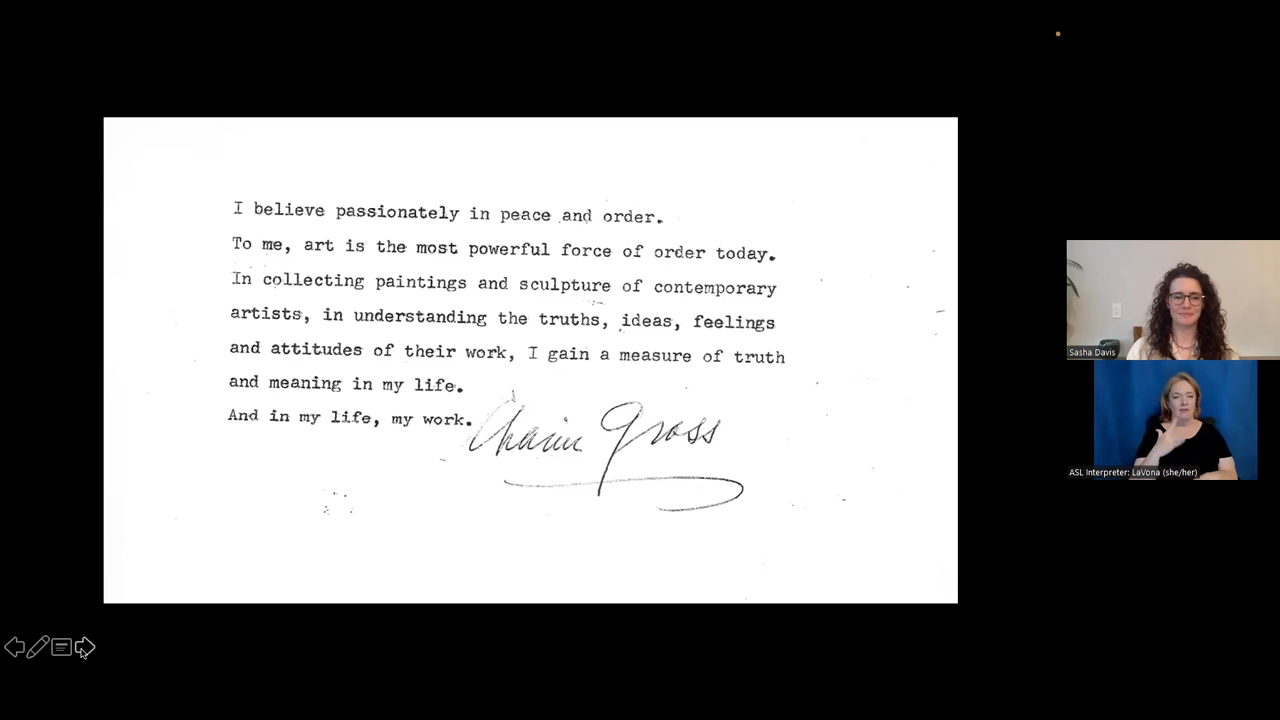 I believe passionately in peace and order.
To me, art is the most powerful force of order today.
In collecting paintings and sculpture of contemporary
artists, in understanding the truths, ideas, feelings
and attitudes of their work, I gain a measure of truth
and meaning in my life.
And in my life, my work.
Chaim Gross
Sasha Davis
ASL Interpreter: LaVona (she/her)